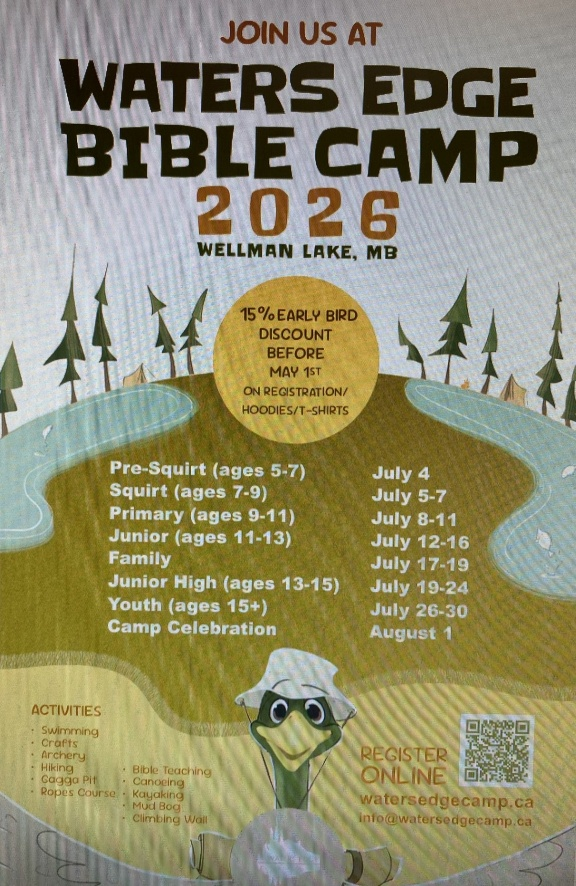 JOIN US AT
WATERS EDGE
BIBLE CAMP
2026
WELLMAN LAKE, MB
15% EARLY BIRD
DISCOUNT
BEFORE
MAY 1ST
ON REGISTRATION/
HOODIES/T-SHIRTS
Pre-Squirt (ages 5-7) July 4
Squirt (ages 7-9) July 5-7
Primary (ages 9-11) July 8-11
Junior (ages 11-13) July 12-16
Family July 17-19
Junior High (ages 13-15) July 19-24
Youth (ages 15+) July 26-30
Camp Celebration August 1
ACTIVITIES
· Swimming
· Crafts
· Archery
· Hiking
· Gagga Pit
· Ropes Course
· Bible Teaching
· Canoeing
· Kayaking
· Mud Bog
· Climbing Wall
REGISTER
ONLINE
watersedgecamp.ca
info@watersedgecamp.ca